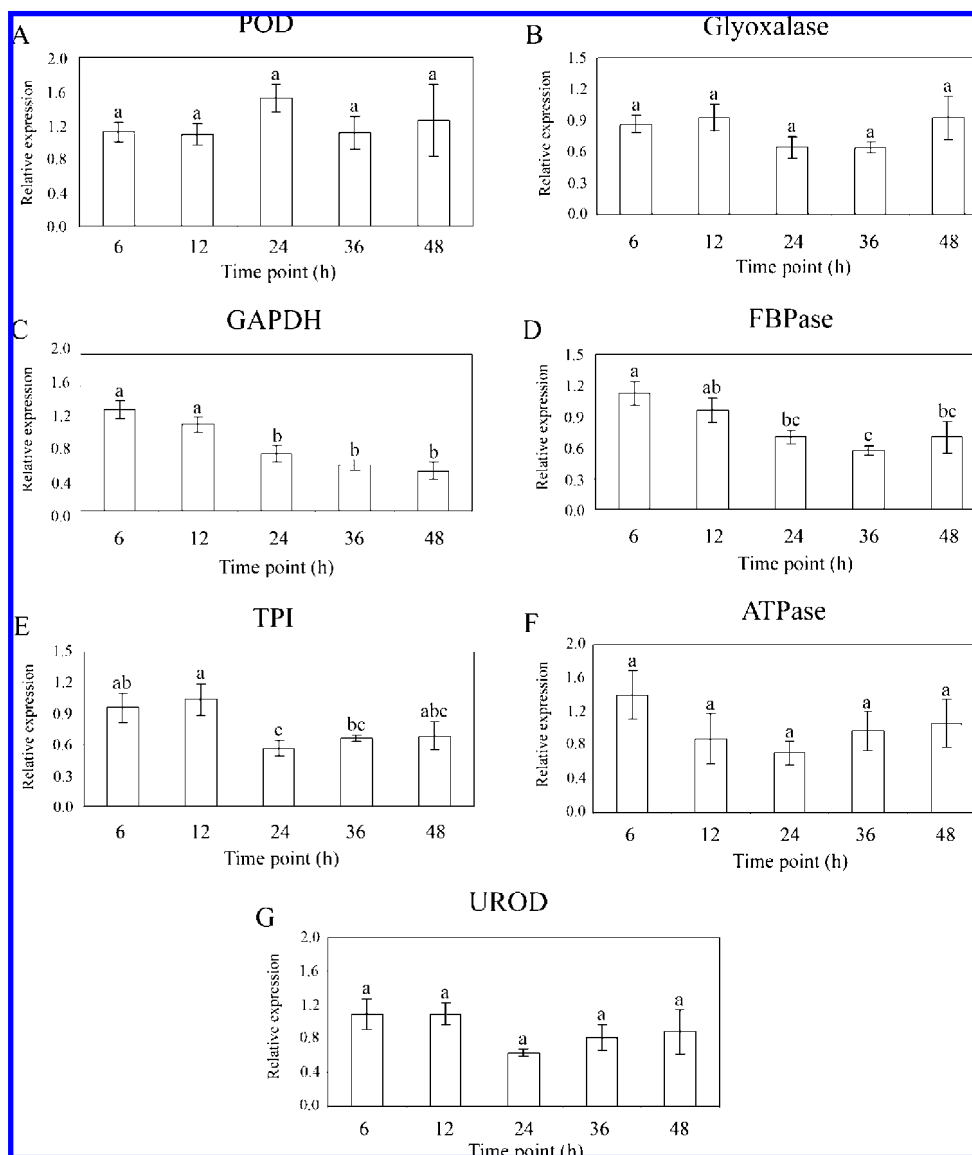 A POD
Relative expression
2.0
1.6
1.2
0.8
0.4
0.0
a a a a a
6 12 24 36 48
Time point (h)
B Glyoxalase
Relative expression
1.5
1.2
0.9
0.6
0.3
0.0
a a a a a
6 12 24 36 48
Time point (h)
C GAPDH
Relative expression
2.0
1.6
1.2
0.8
0.4
0.0
a a b b b
6 12 24 36 48
Time point (h)
D FBPase
Relative expression
1.5
1.2
0.9
0.6
0.3
0.0
a ab bc c bc
6 12 24 36 48
Time point (h)
E TPI
Relative expression
1.5
1.2
0.9
0.6
0.3
0.0
ab a c bc abc
6 12 24 36 48
Time point (h)
F ATPase
Relative expression
2.0
1.6
1.2
0.8
0.4
0.0
a a a a a
6 12 24 36 48
Time point (h)
G UROD
Relative expression
2.0
1.6
1.2
0.8
0.4
0.0
a a a a a
6 12 24 36 48
Time point (h)